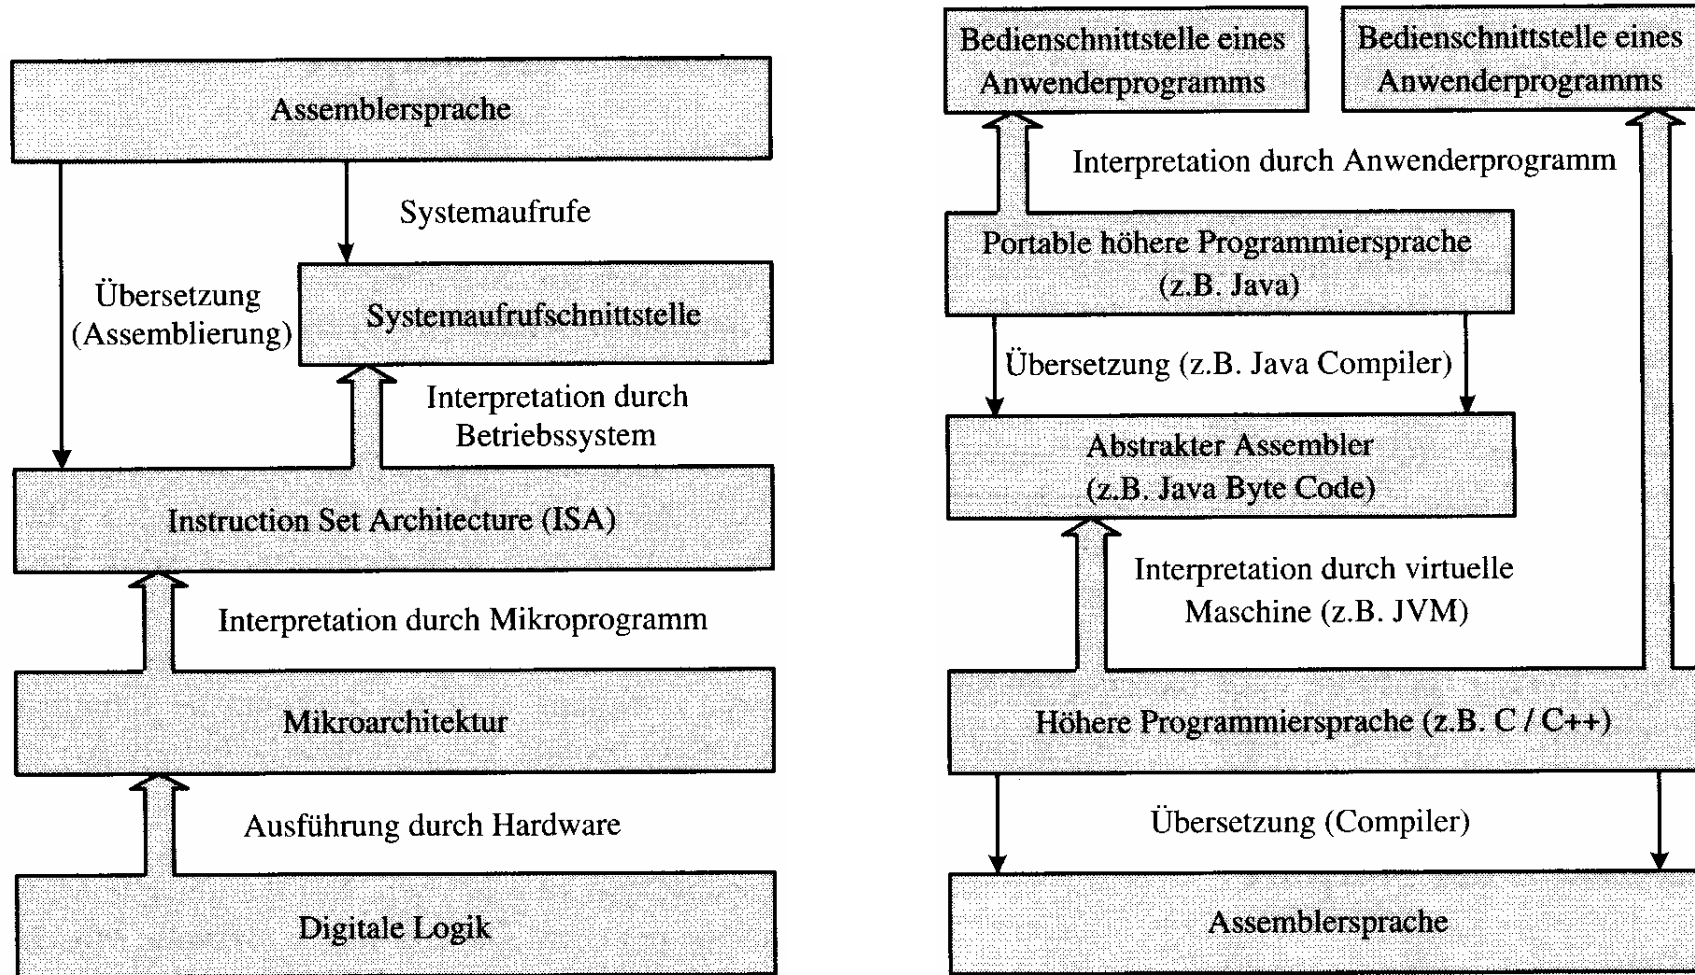 Assemblersprache
Systemaufrufe
Übersetzung
(Assemblierung)
Systemaufrufschnittstelle
Interpretation durch
Betriebssystem
Instruction Set Architecture (ISA)
Interpretation durch Mikroprogramm
Mikroarchitektur
Ausführung durch Hardware
Digitale Logik
Bedienschnittstelle eines
Anwenderprogramms
Bedienschnittstelle eines
Anwenderprogramms
Interpretation durch Anwenderprogramm
Portable höhere Programmiersprache
(z.B. Java)
Übersetzung (z.B. Java Compiler)
Abstrakter Assembler
(z.B. Java Byte Code)
Interpretation durch virtuelle
Maschine (z.B. JVM)
Höhere Programmiersprache (z.B. C / C++)
Übersetzung (Compiler)
Assemblersprache